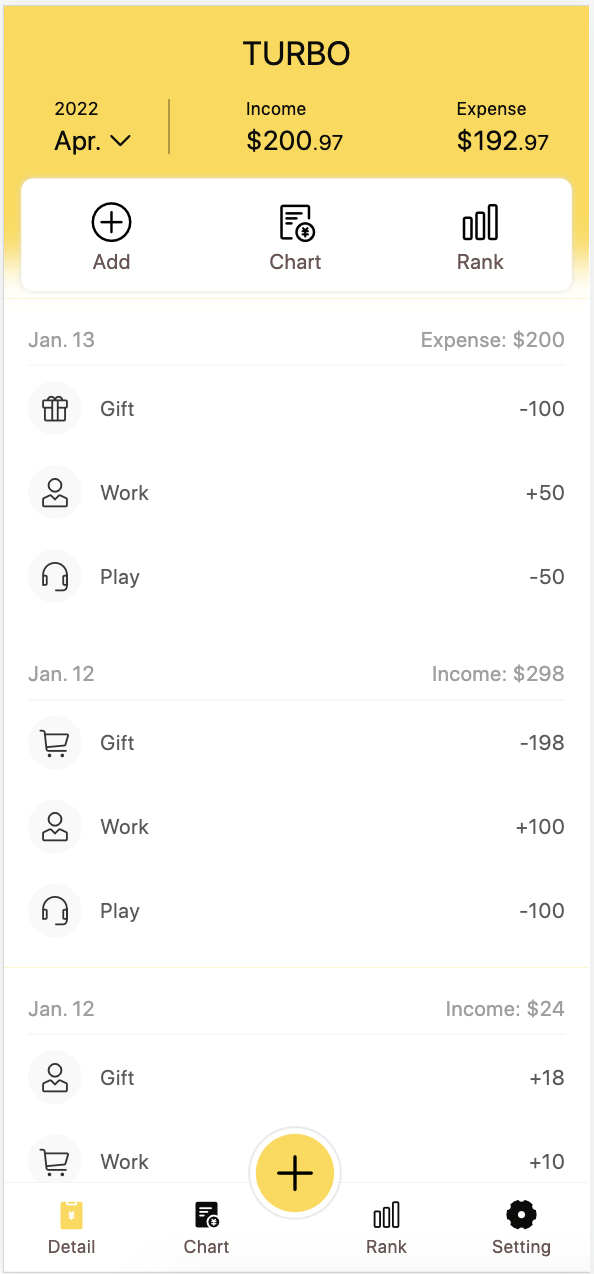 TURBO
2022 Income Expense
Apr. $200.97 $192.97
Add Chart Rank
Jan. 13 Expense: $200
Gift -100
Work +50
Play -50
Jan. 12 Income: $298
Gift -198
Work +100
Play -100
Jan. 12 Income: $24
Gift +18
Work +10
Detail Chart Rank Setting